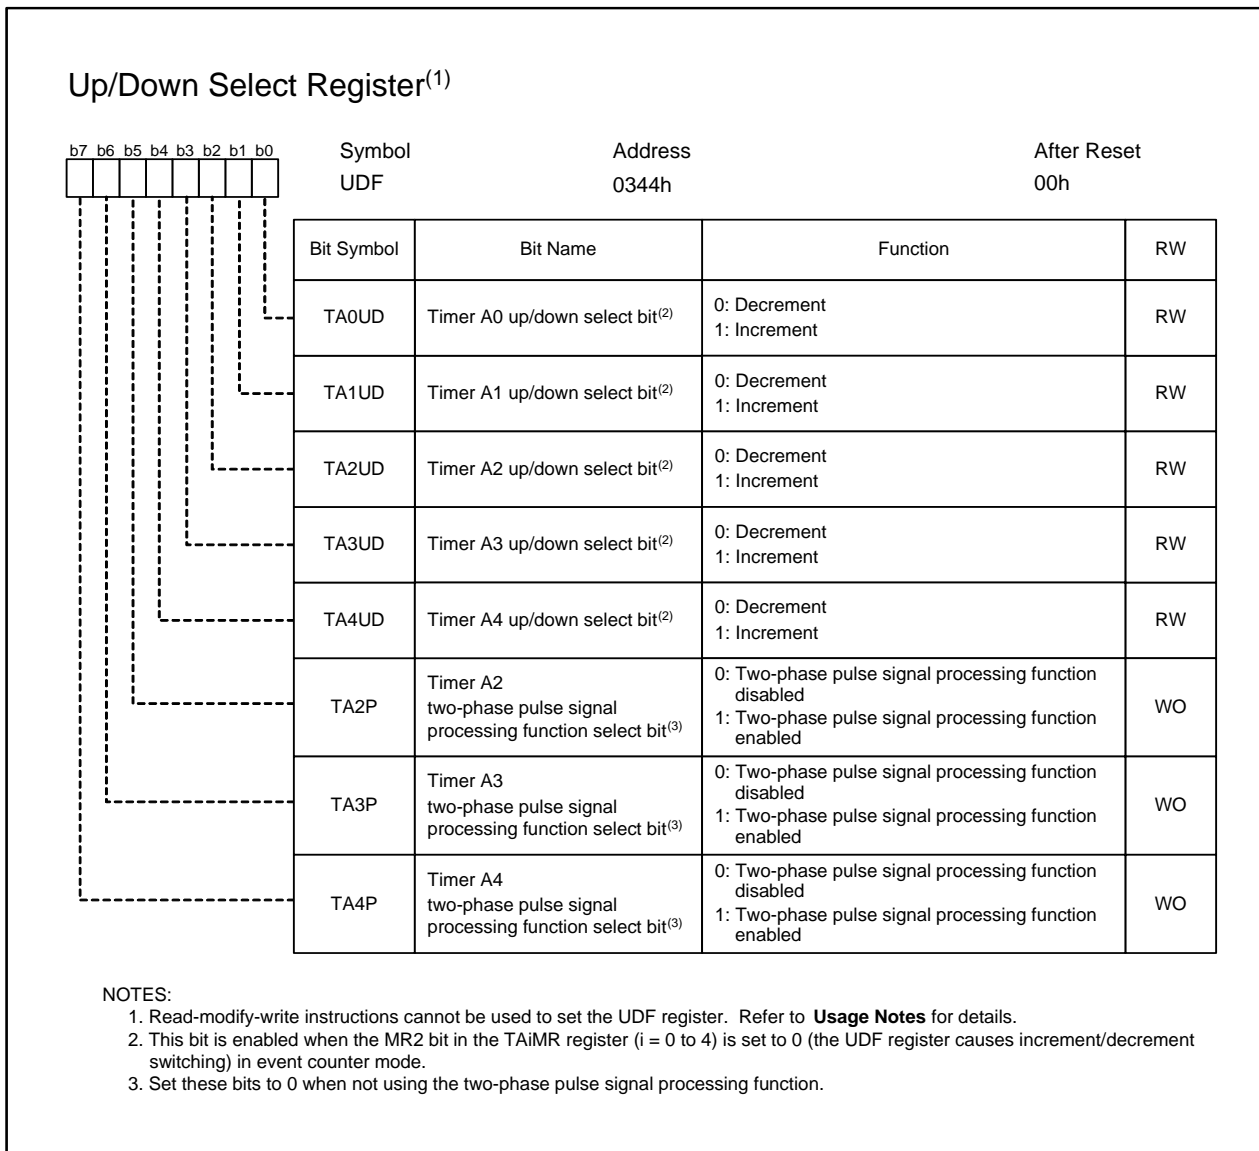 Up/Down Select Register(1)
b7 b6 b5 b4 b3 b2 b1 b0
Symbol Address After Reset
UDF 0344h 00h
Bit Symbol Bit Name Function RW
TA0UD Timer A0 up/down select bit(2) 0: Decrement
1: Increment RW
TA1UD Timer A1 up/down select bit(2) 0: Decrement
1: Increment RW
TA2UD Timer A2 up/down select bit(2) 0: Decrement
1: Increment RW
TA3UD Timer A3 up/down select bit(2) 0: Decrement
1: Increment RW
TA4UD Timer A4 up/down select bit(2) 0: Decrement
1: Increment RW
TA2P
Timer A2
two-phase pulse signal
processing function select bit(3)
0: Two-phase pulse signal processing function
disabled
1: Two-phase pulse signal processing function
enabled
WO
TA3P
Timer A3
two-phase pulse signal
processing function select bit(3)
0: Two-phase pulse signal processing function
disabled
1: Two-phase pulse signal processing function
enabled
WO
TA4P
Timer A4
two-phase pulse signal
processing function select bit(3)
0: Two-phase pulse signal processing function
disabled
1: Two-phase pulse signal processing function
enabled
WO
NOTES:
1. Read-modify-write instructions cannot be used to set the UDF register. Refer to Usage Notes for details.
2. This bit is enabled when the MR2 bit in the TAiMR register (i = 0 to 4) is set to 0 (the UDF register causes increment/decrement
switching) in event counter mode.
3. Set these bits to 0 when not using the two-phase pulse signal processing function.